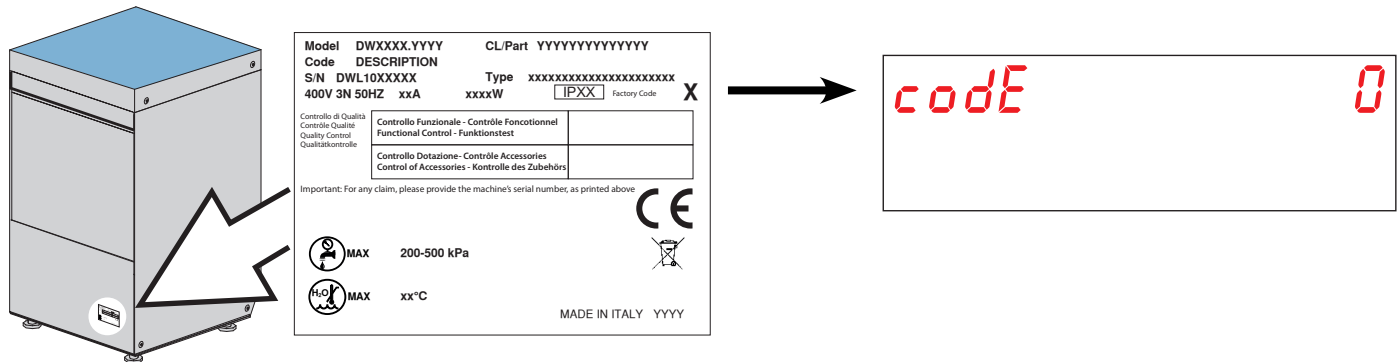 Model DWXXXX.YYYY CL/Part YYYYYYYYYYYYYY
Code DESCRIPTION
S/N DWL10XXXXX Type xxxxxxxxxxxxxxxxxxxxxx
400V 3N 50HZ xxA xxxxW IPXX Factory Code X
Controllo di Qualità
Contrôle Qualité
Quality Control
Qualitätkontrolle
Controllo Funzionale - Contrôle Foncotionnel
Functional Control - Funktionstest
Controllo Dotazione- Contrôle Accessories
Control of Accessories - Kontrolle des Zubehörs
Important: For any claim, please provide the machine's serial number, as printed above
CE
MAX 200-500 kPa
H₂O MAX xx°C
MADE IN ITALY YYYY
codE 0